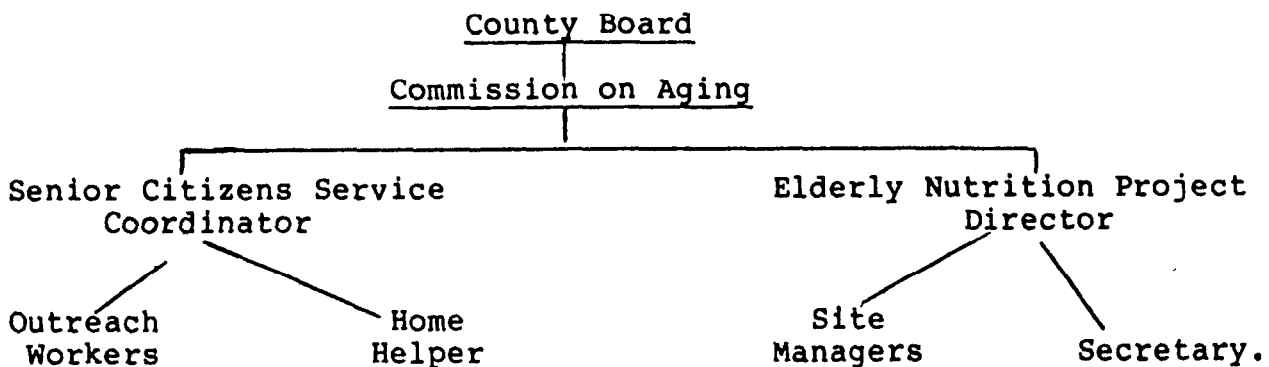 County Board
Commission on Aging
Senior Citizens Service
Coordinator
Elderly Nutrition Project
Director
Outreach
Workers
Home
Helper
Site
Managers
Secretary.